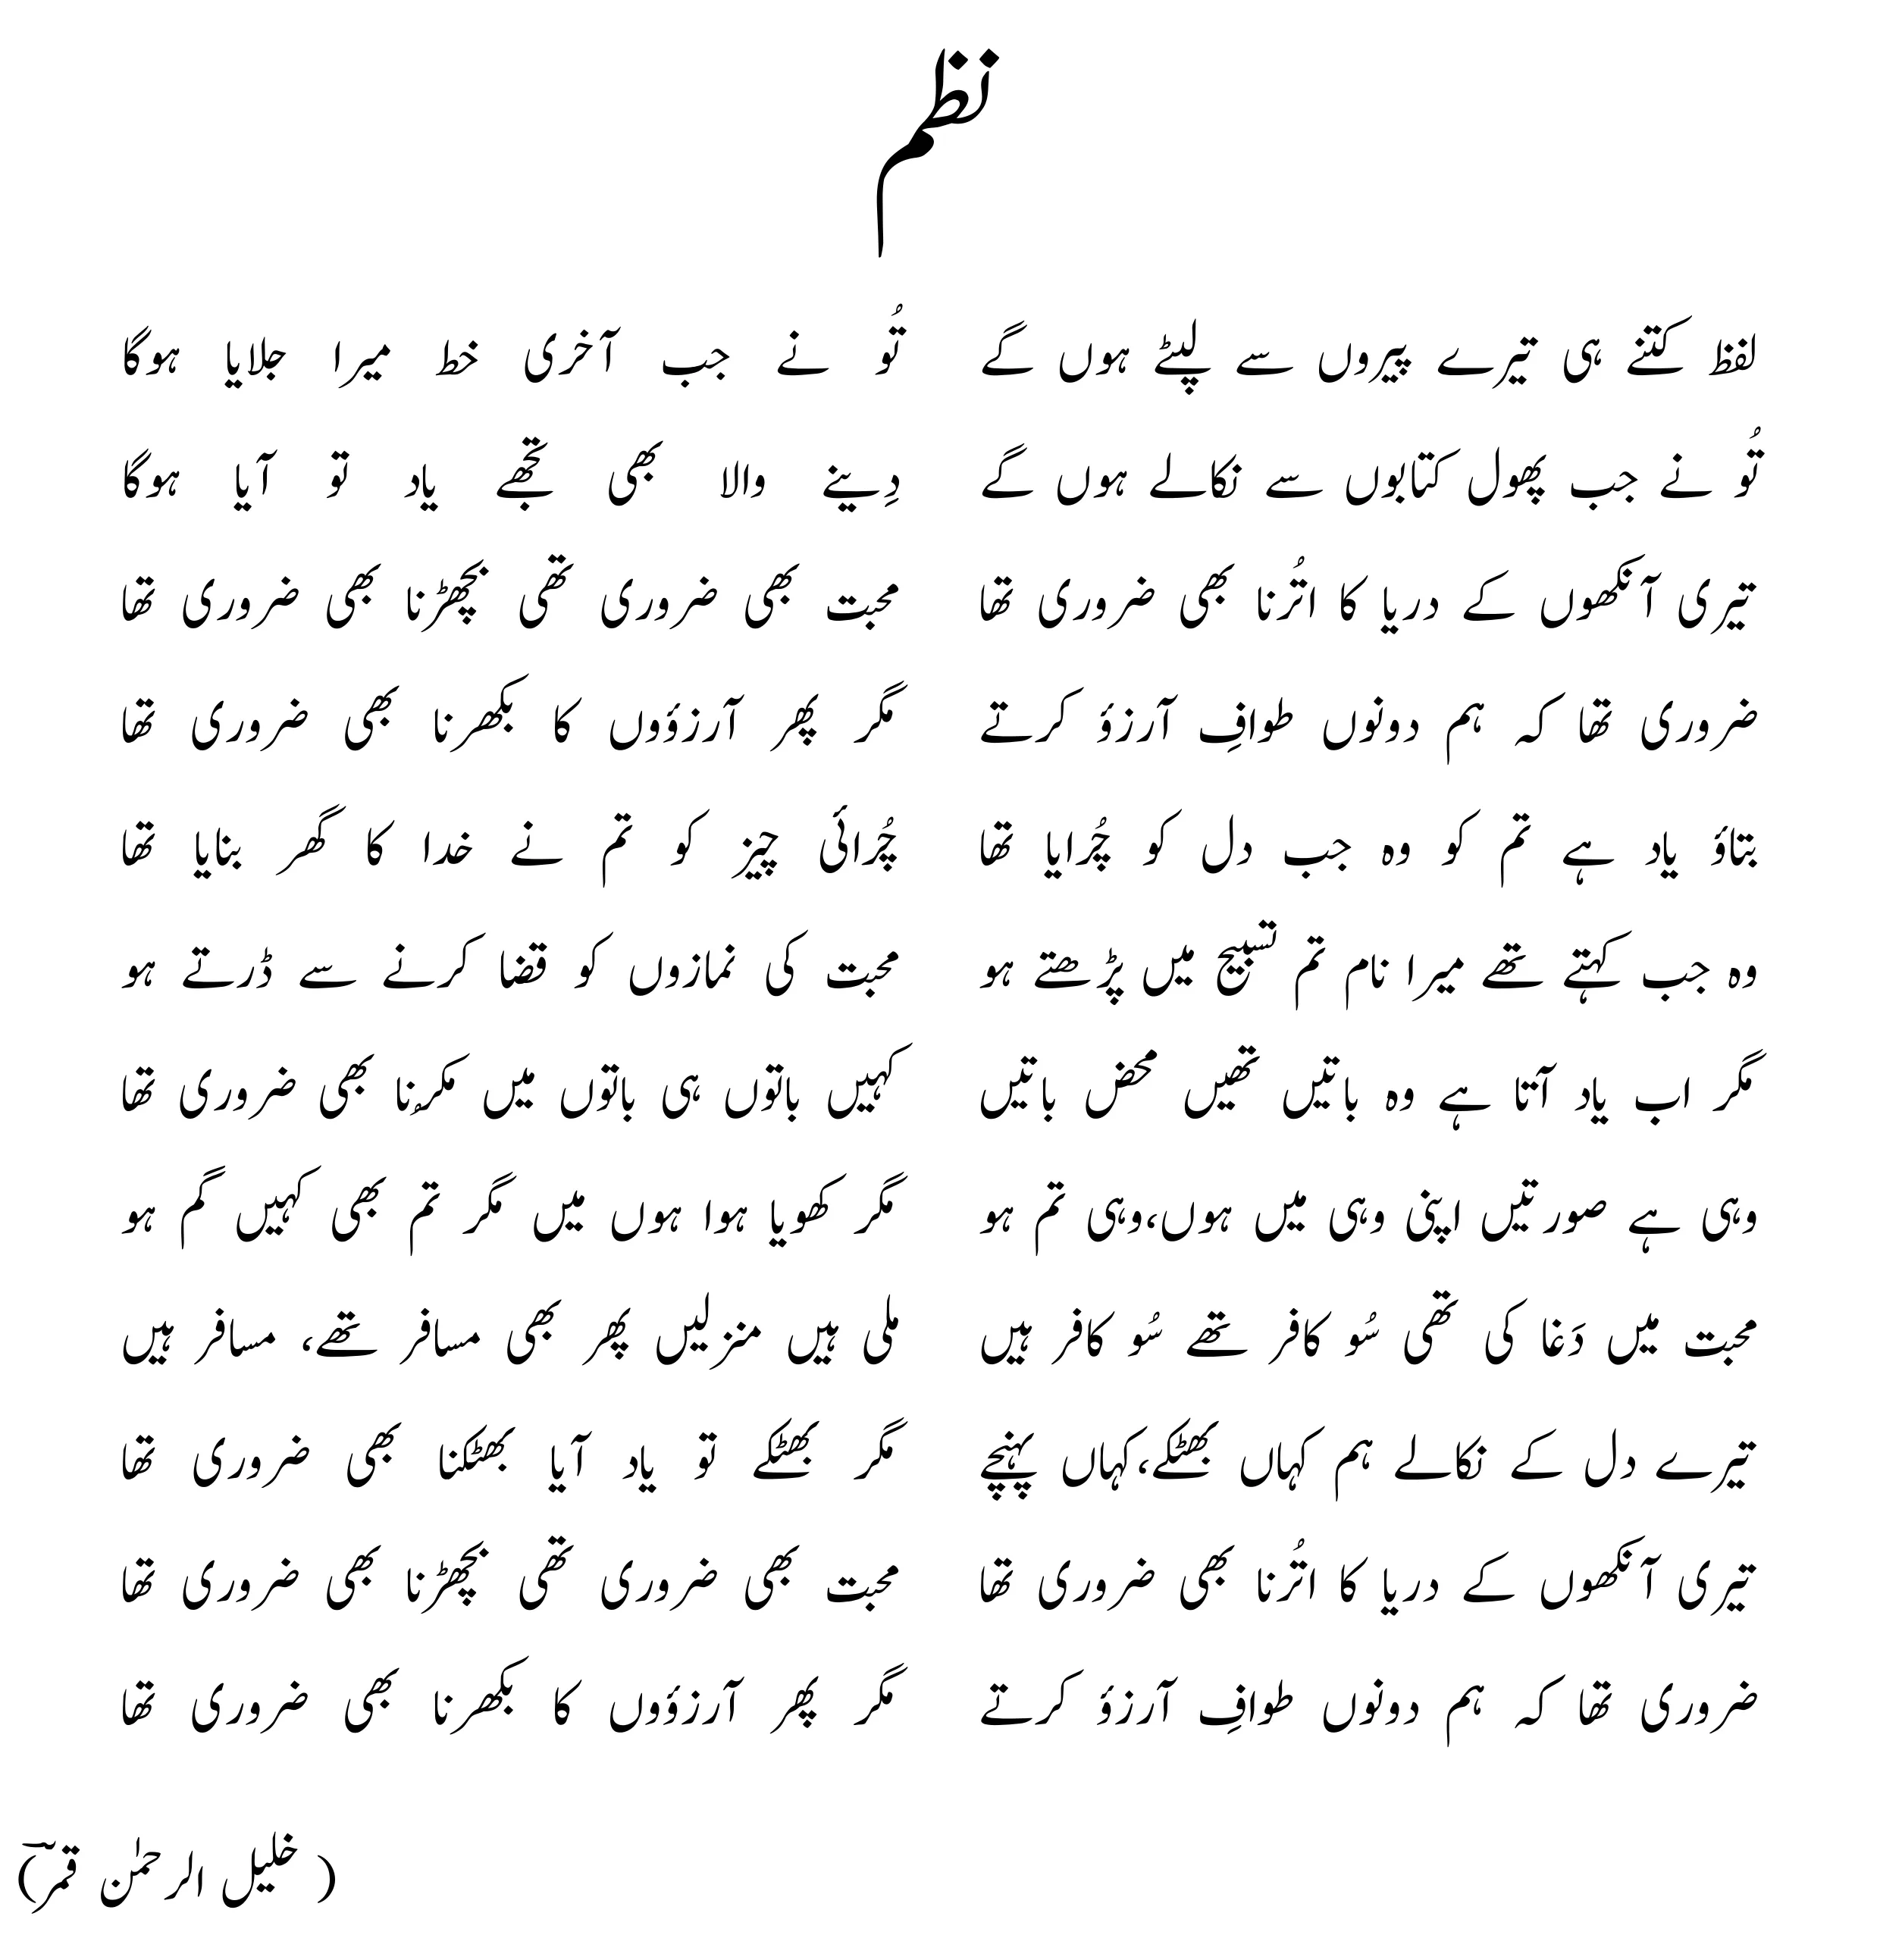 نظم
لفظ کتنے ہی تیرے پیروں سے لپٹے ہوں گے تُو نے جب آخری خط میرا جلایا ہوگا
تُو نے جب پھول کتابوں سے نکالے ہوں گے دِینے والا بھی تجھے یاد تو آیا ہوگا
تیری آنکھوں کے دریا کا اتُرنا بھی ضروری تھا محبت بھی ضروری تھی بچھڑنا بھی ضروری تھا
ضروری تھا کہ ہم دونوں طوافِ آرزوَ کرتے مگر پھر آرزوَوں کا بکھرنا بھی ضروری تھا
بتاوَ یاد ہے تم کو وہ جب دل کو چُرایا تھا چُرائی چیز کو تم نے خدا کا گھر بنایا تھا
وہ جب کہتے تھے میرا نام تم تسبیح میں پڑھتے ہو محبت کی نمازوں کو قضا کرنے سے ڈرتے ہو
مگر اب یاد آتا ہے وہ باتیں تھیں محض باتیں کہیں باتوں ہی باتوں میں مکرنا بھی ضروری تھا
وہی ہے صورتیں اپنی وہی میں ہوں،وہی تم ہو مگر کھویا ہوا ہوں میں مگر تم بھی کہیں گم ہو
محبت میں دَغا کی تھی سُو کافر تھے سُو کافر ہیں ملی ہیں منزلیں پھر بھی مسافر تھے، مسافر ہیں
تیرے دل کے نکالے ہم کہاں بھٹکے،کہاں پہنچے مگر بھٹکے تو یاد آیا بھٹکنا بھی ضروری تھا
تیری آنکھوں کے دریا کا اتُرنا بھی ضروری تھا محبت بھی ضروری تھی بچھڑنا بھی ضروری تھا
ضروری تھا کہ ہم دونوں طوافِ آرزوَ کرتے مگر پھر آرزوَوں کا بکھرنا بھی ضروری تھا
( خلیل الرحمٰن قمرؔ)